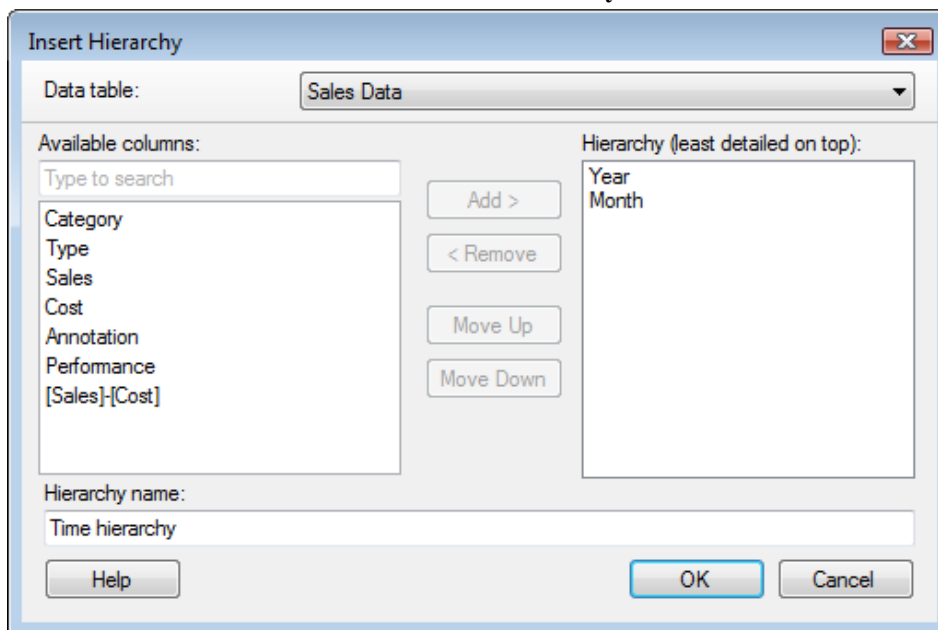 Insert Hierarchy
Data table:
Sales Data
Available columns:
Type to search
Category
Type
Sales
Cost
Annotation
Performance
[Sales]-[Cost]
Add >
< Remove
Move Up
Move Down
Hierarchy (least detailed on top):
Year
Month
Hierarchy name:
Time hierarchy
Help
OK
Cancel